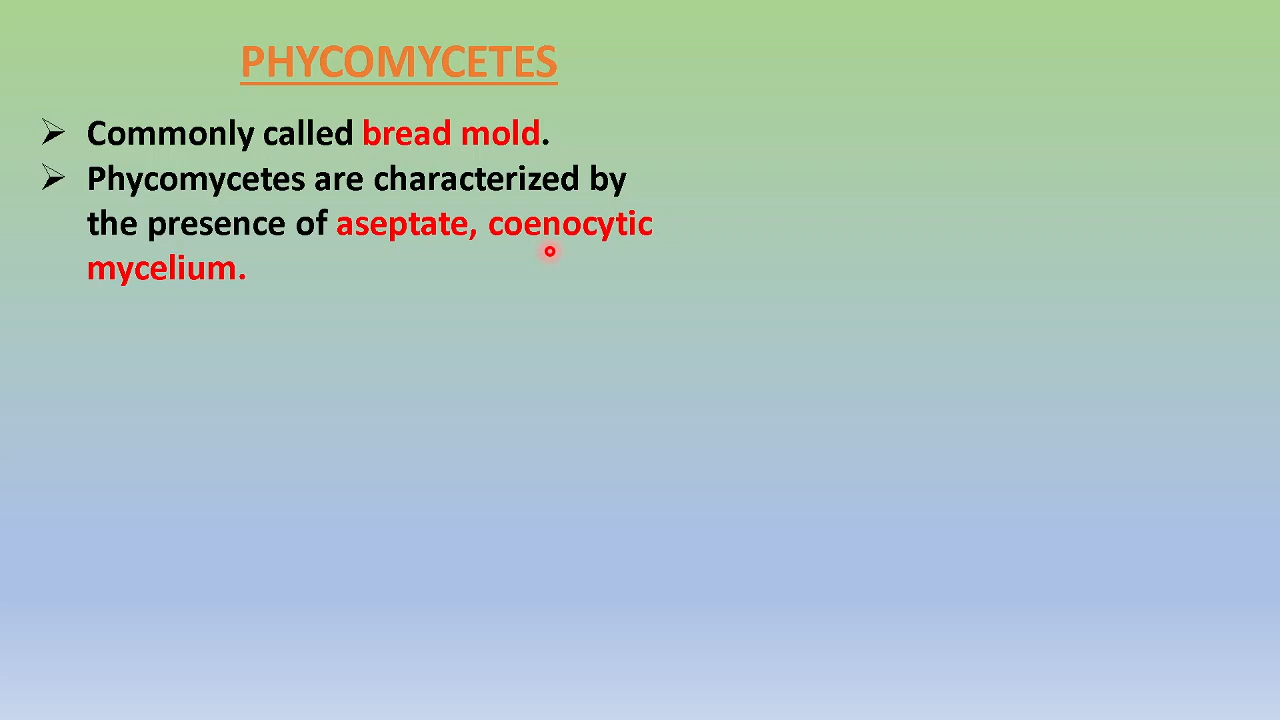 PHYCOMYCETES
➢ Commonly called bread mold.
➢ Phycomycetes are characterized by
the presence of aseptate, coenocytic
mycelium.